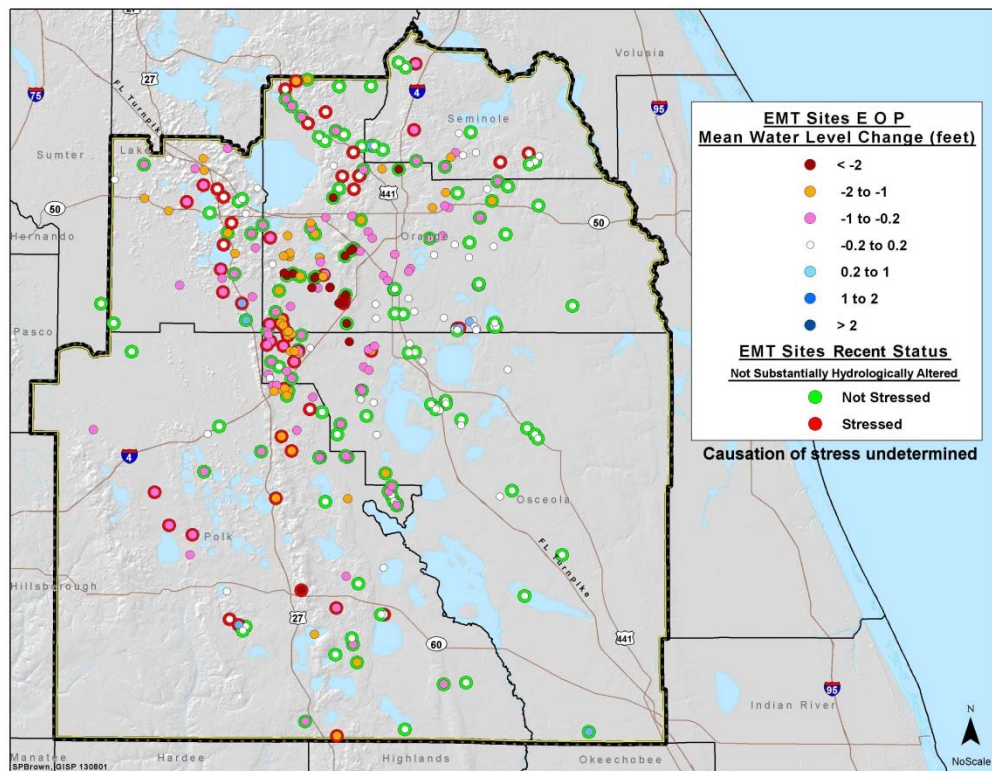 EMT Sites E O P
Mean Water Level Change (feet)
< -2
-2 to -1
-1 to -0.2
-0.2 to 0.2
0.2 to 1
1 to 2
> 2
EMT Sites Recent Status
Not Substantially Hydrologically Altered
Not Stressed
Stressed
Causation of stress undetermined
27
Volusia
75
27
4
FL Turnpik
95
Seminole
Sumter
Lake
441
50
50
Hernando
Orange
Pasco
4
Osceola
Polk
FL Turnpike
Hillsborough
27
60
441
95
Indian River
N
NoScale
Manatee
Hardee
Highlands
Okeechobee
SPBrown, GISP 130801